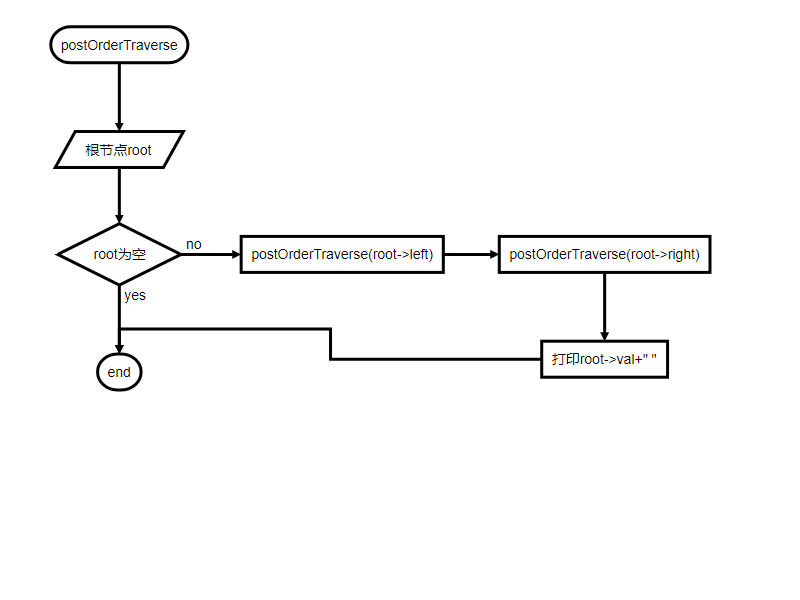 postOrderTraverse
根节点root
root为空
no
postOrderTraverse(root->left)
postOrderTraverse(root->right)
yes
打印root->val+" "
end